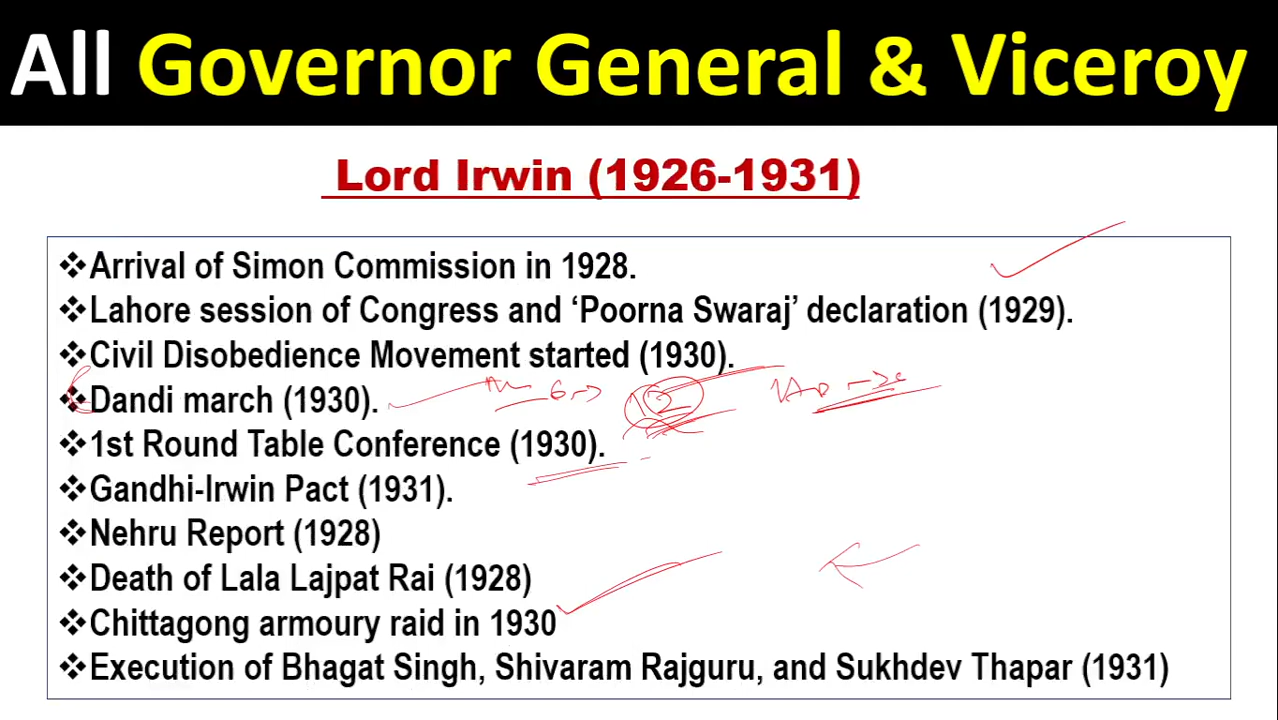 All Governor General & Viceroy
Lord Irwin (1926-1931)
❖Arrival of Simon Commission in 1928.
❖Lahore session of Congress and ‘Poorna Swaraj’ declaration (1929).
❖Civil Disobedience Movement started (1930).
❖Dandi march (1930).
❖1st Round Table Conference (1930).
❖Gandhi-Irwin Pact (1931).
❖Nehru Report (1928)
❖Death of Lala Lajpat Rai (1928)
❖Chittagong armoury raid in 1930
❖Execution of Bhagat Singh, Shivaram Rajguru, and Sukhdev Thapar (1931)